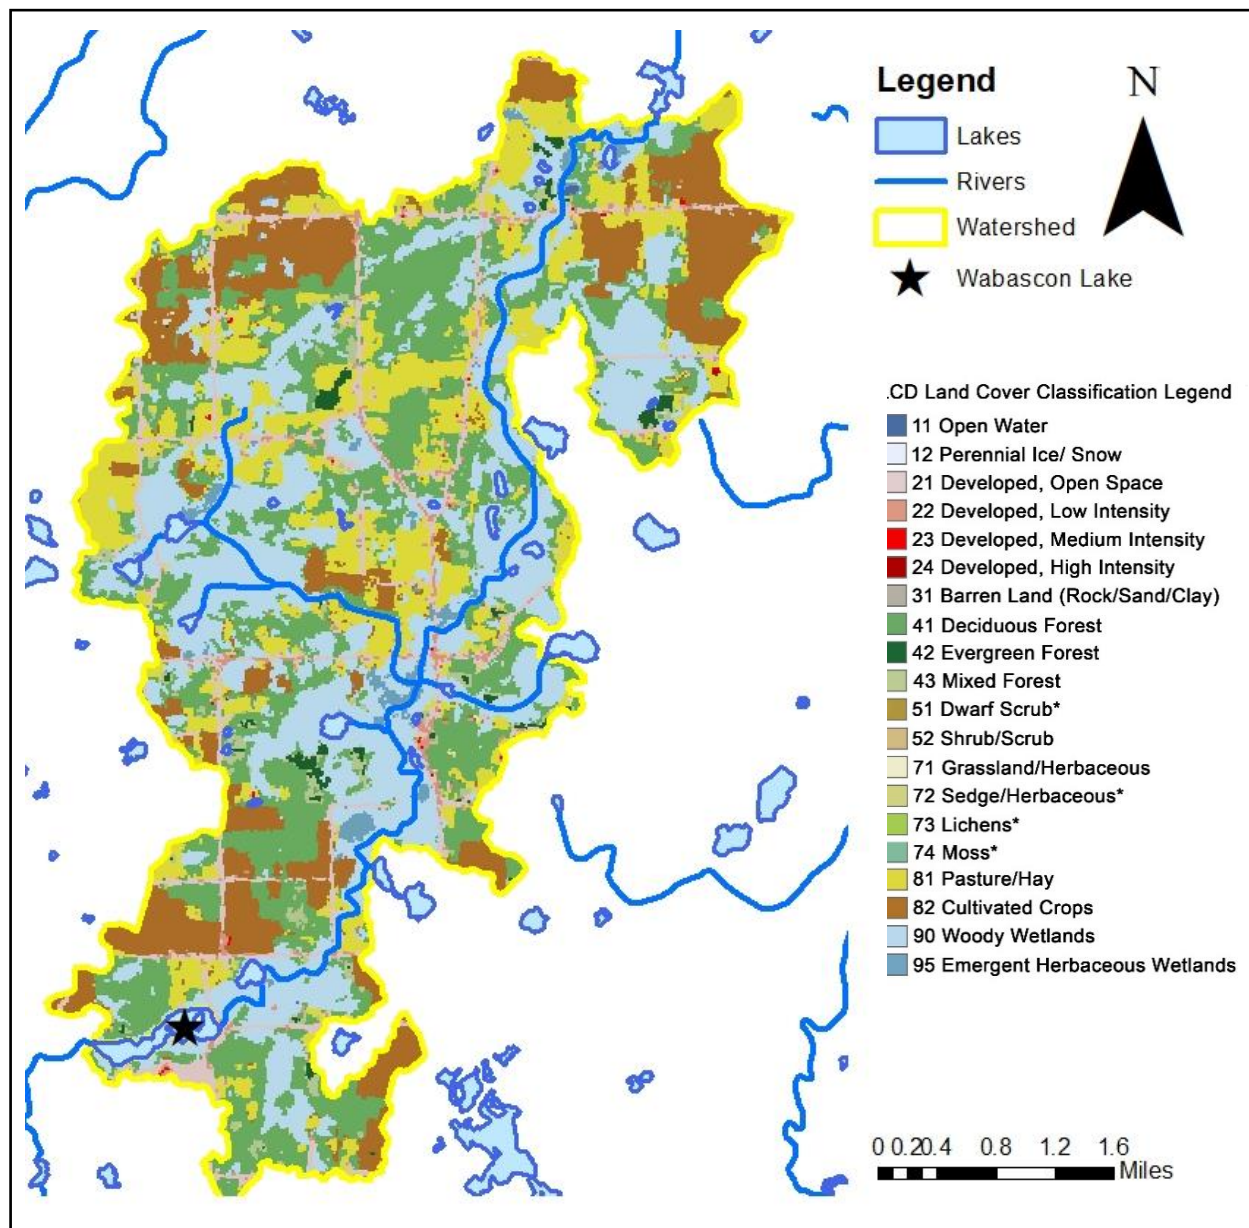 Legend
N
Lakes
Rivers
Watershed
Wabascon Lake
.CD Land Cover Classification Legend
11 Open Water
12 Perennial Ice/ Snow
21 Developed, Open Space
22 Developed, Low Intensity
23 Developed, Medium Intensity
24 Developed, High Intensity
31 Barren Land (Rock/Sand/Clay)
41 Deciduous Forest
42 Evergreen Forest
43 Mixed Forest
51 Dwarf Scrub*
52 Shrub/Scrub
71 Grassland/Herbaceous
72 Sedge/Herbaceous*
73 Lichens*
74 Moss*
81 Pasture/Hay
82 Cultivated Crops
90 Woody Wetlands
95 Emergent Herbaceous Wetlands
0 0.20.4 0.8 1.2 1.6
Miles